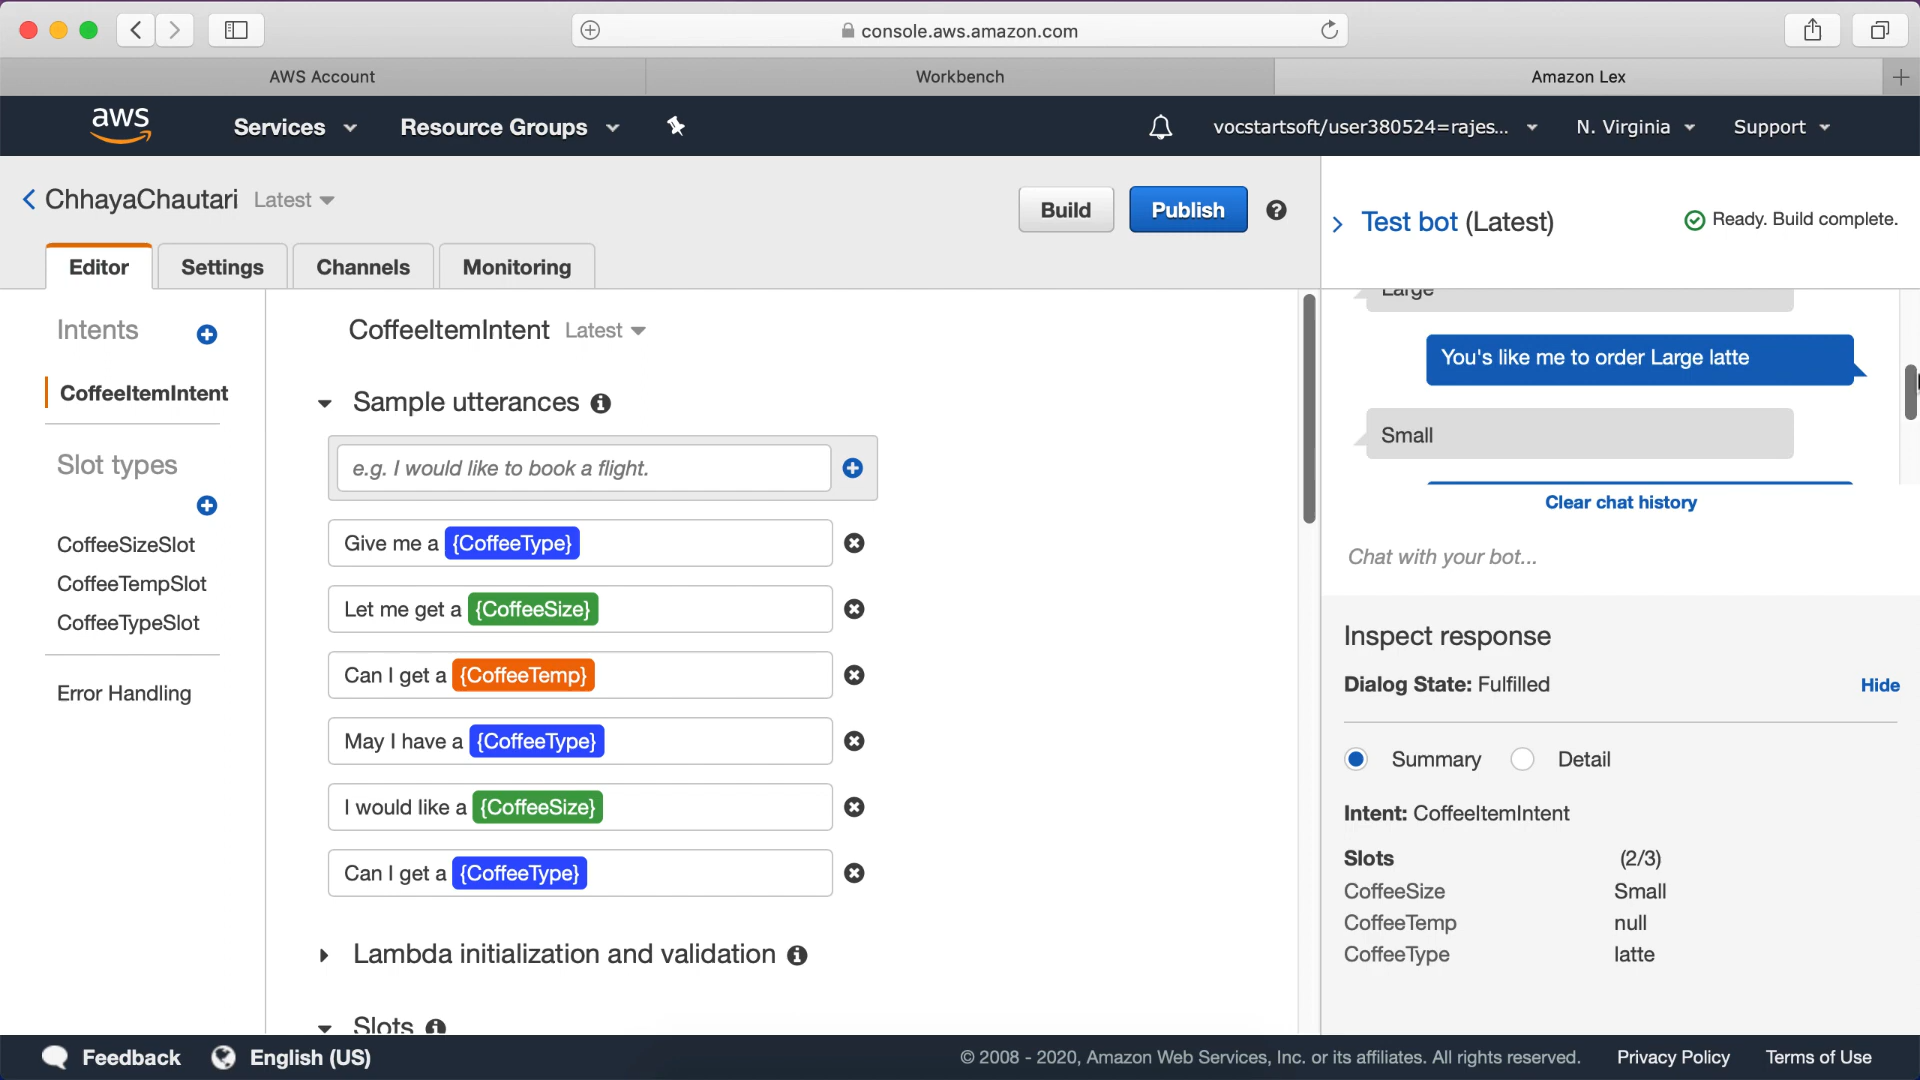 console.aws.amazon.com
AWS Account
Workbench
Amazon Lex
aws
Services
Resource Groups
vocstartsoft/user380524=rajes...
N. Virginia
Support
ChhayaChautari
Latest
Build
Publish
Editor
Settings
Channels
Monitoring
Intents
CoffeeItemIntent
Slot types
CoffeeSizeSlot
CoffeeTempSlot
CoffeeTypeSlot
Error Handling
CoffeeItemIntent
Latest
Sample utterances
e.g. I would like to book a flight.
Give me a {CoffeeType}
Let me get a {CoffeeSize}
Can I get a {CoffeeTemp}
May I have a {CoffeeType}
I would like a {CoffeeSize}
Can I get a {CoffeeType}
Lambda initialization and validation
Slots
Test bot (Latest)
Ready. Build complete.
Large
You's like me to order Large latte
Small
Clear chat history
Chat with your bot...
Inspect response
Dialog State: Fulfilled
Hide
Summary
Detail
Intent: CoffeeItemIntent
Slots (2/3)
CoffeeSize Small
CoffeeTemp null
CoffeeType latte
Feedback
English (US)
© 2008 - 2020, Amazon Web Services, Inc. or its affiliates. All rights reserved.
Privacy Policy
Terms of Use